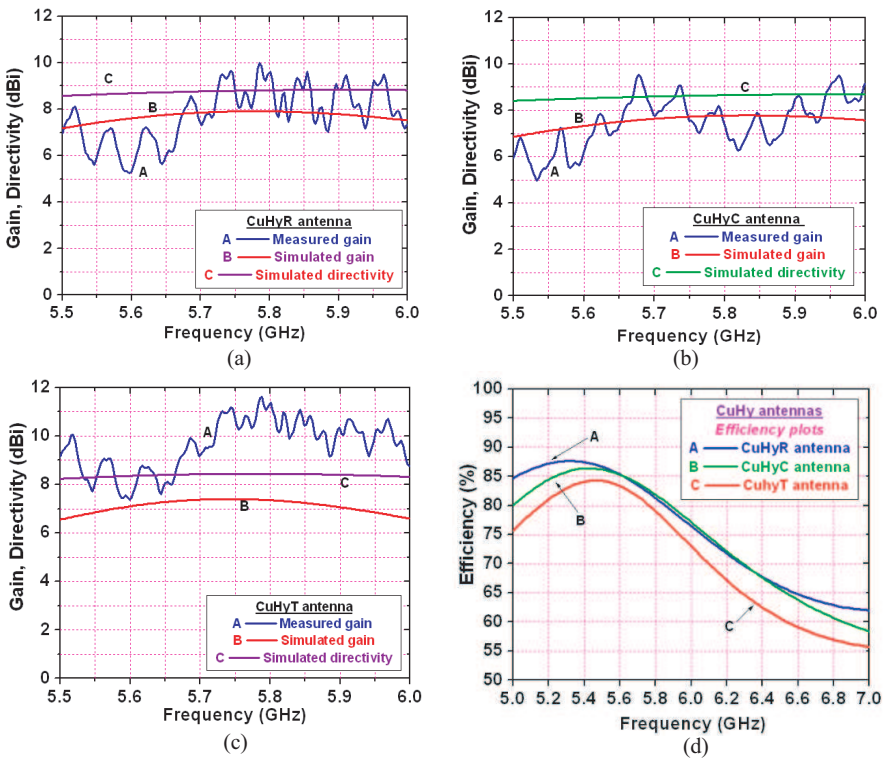 12
10
8
6
4
2
0
Gain, Directivity (dBi)
C
B
A
CuHyR antenna
A Measured gain
B Simulated gain
C Simulated directivity
5.5 5.6 5.7 5.8 5.9 6.0
Frequency (GHz)
(a)
12
10
8
6
4
2
0
Gain, Directivity (dBi)
C
B
A
CuHyC antenna
A Measured gain
B Simulated gain
C Simulated directivity
5.5 5.6 5.7 5.8 5.9 6.0
Frequency (GHz)
(b)
12
10
8
6
4
2
0
Gain, Directivity (dBi)
A
C
B
CuHyT antenna
A Measured gain
B Simulated gain
C Simulated directivity
5.5 5.6 5.7 5.8 5.9 6.0
Frequency (GHz)
(c)
100
95
90
85
80
75
70
65
60
55
50
Efficiency (%)
A
B
C
CuHy antennas
Efficiency plots
A CuHyR antenna
B CuHyC antenna
C CuhyT antenna
5.0 5.2 5.4 5.6 5.8 6.0 6.2 6.4 6.6 6.8 7.0
Frequency (GHz)
(d)